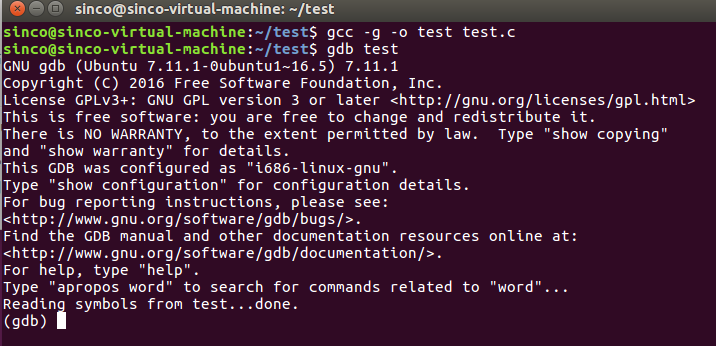 sinco@sinco-virtual-machine: ~/test
sinco@sinco-virtual-machine:~/test$ gcc -g -o test test.c
sinco@sinco-virtual-machine:~/test$ gdb test
GNU gdb (Ubuntu 7.11.1-0ubuntu1~16.5) 7.11.1
Copyright (C) 2016 Free Software Foundation, Inc.
License GPLv3+: GNU GPL version 3 or later <http://gnu.org/licenses/gpl.html>
This is free software: you are free to change and redistribute it.
There is NO WARRANTY, to the extent permitted by law.  Type "show copying"
and "show warranty" for details.
This GDB was configured as "i686-linux-gnu".
Type "show configuration" for configuration details.
For bug reporting instructions, please see:
<http://www.gnu.org/software/gdb/bugs/>.
Find the GDB manual and other documentation resources online at:
<http://www.gnu.org/software/gdb/documentation/>.
For help, type "help".
Type "apropos word" to search for commands related to "word"...
Reading symbols from test...done.
(gdb)